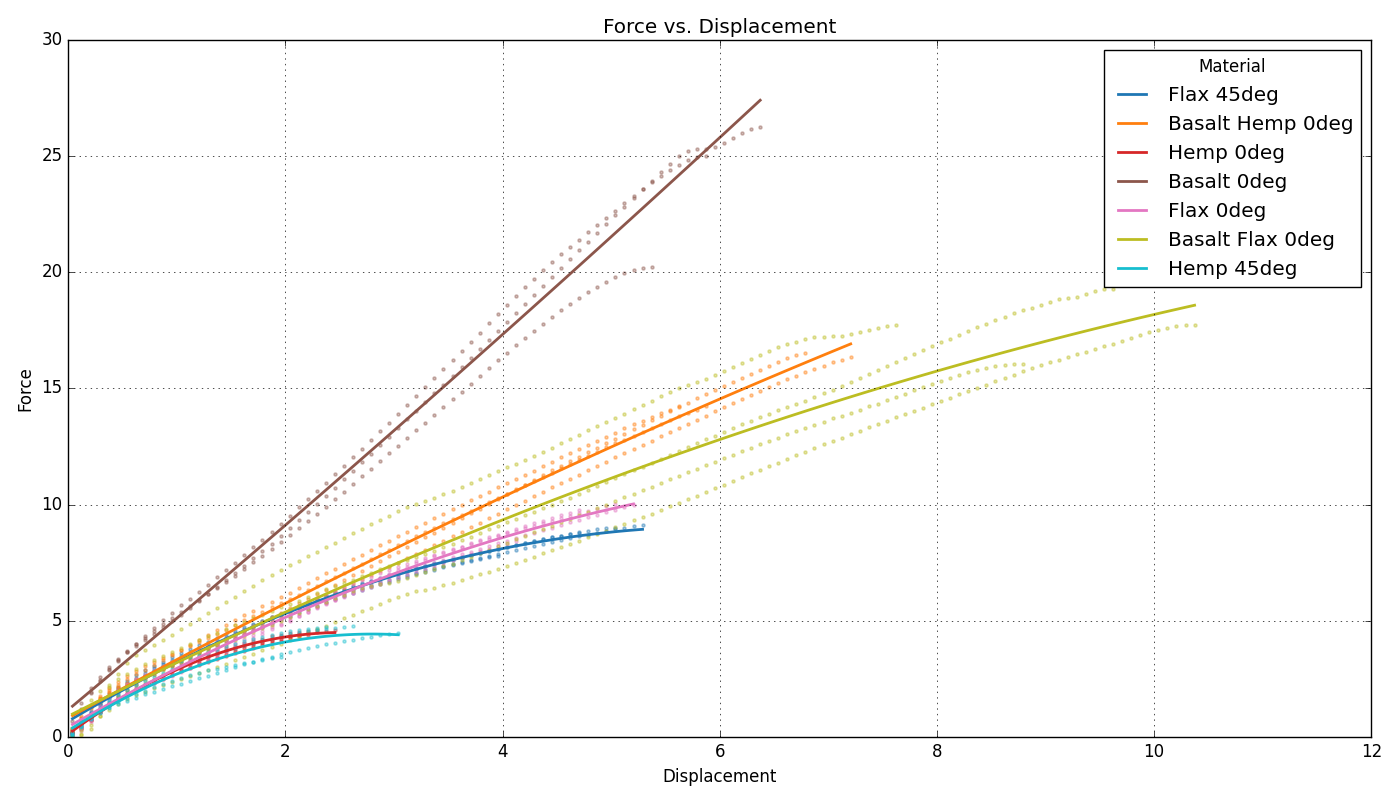 Force vs. Displacement
30
25
20
15
10
5
0
Force
0 2 4 6 8 10 12
Displacement
Material
Flax 45deg
Basalt Hemp 0deg
Hemp 0deg
Basalt 0deg
Flax 0deg
Basalt Flax 0deg
Hemp 45deg